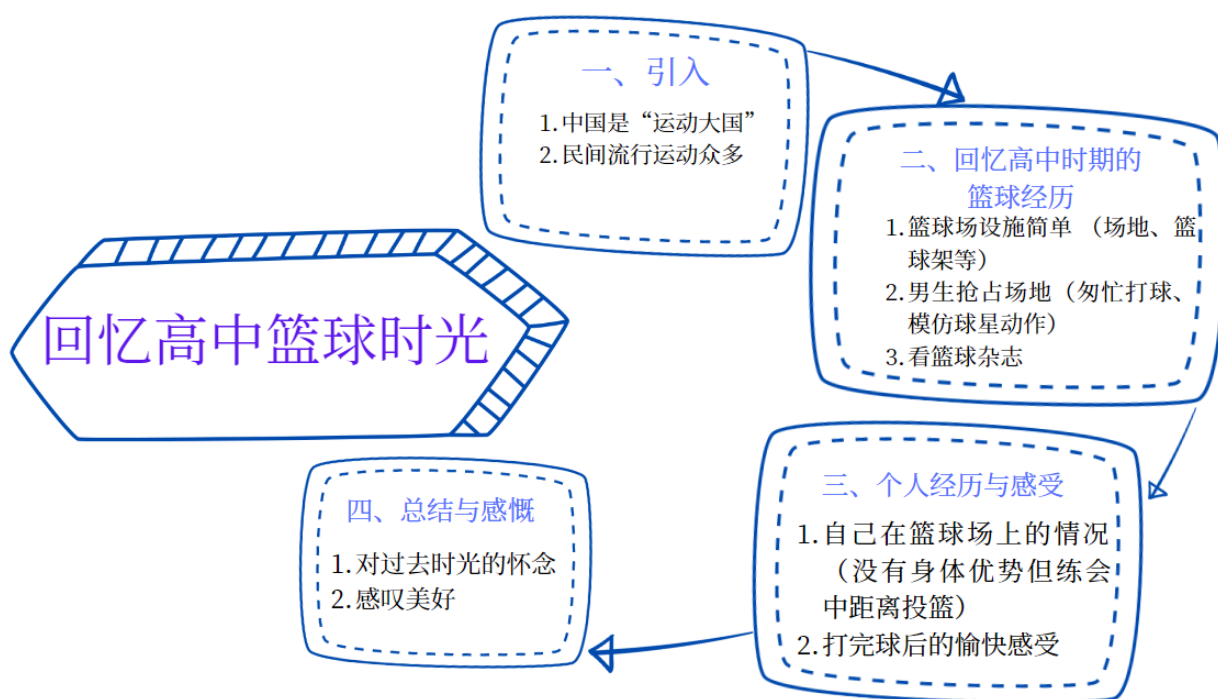 回忆高中篮球时光
一、引入
1.中国是“运动大国”
2.民间流行运动众多
二、回忆高中时期的
篮球经历
1.篮球场设施简单 （场地、篮
球架等）
2.男生抢占场地（匆忙打球、
模仿球星动作）
3.看篮球杂志
三、个人经历与感受
1.自己在篮球场上的情况
（没有身体优势但练会
中距离投篮）
2.打完球后的愉快感受
四、总结与感慨
1.对过去时光的怀念
2.感叹美好